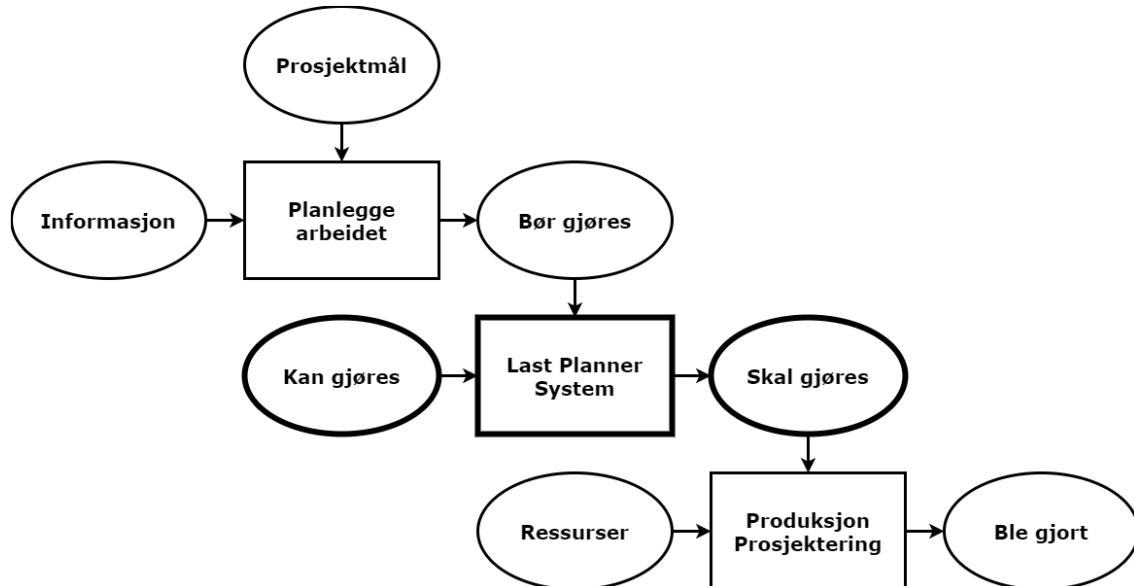 Prosjektmål
Informasjon
Planlegge
arbeidet
Bør gjøres
Kan gjøres
Last Planner
System
Skal gjøres
Ressurser
Produksjon
Prosjektering
Ble gjort